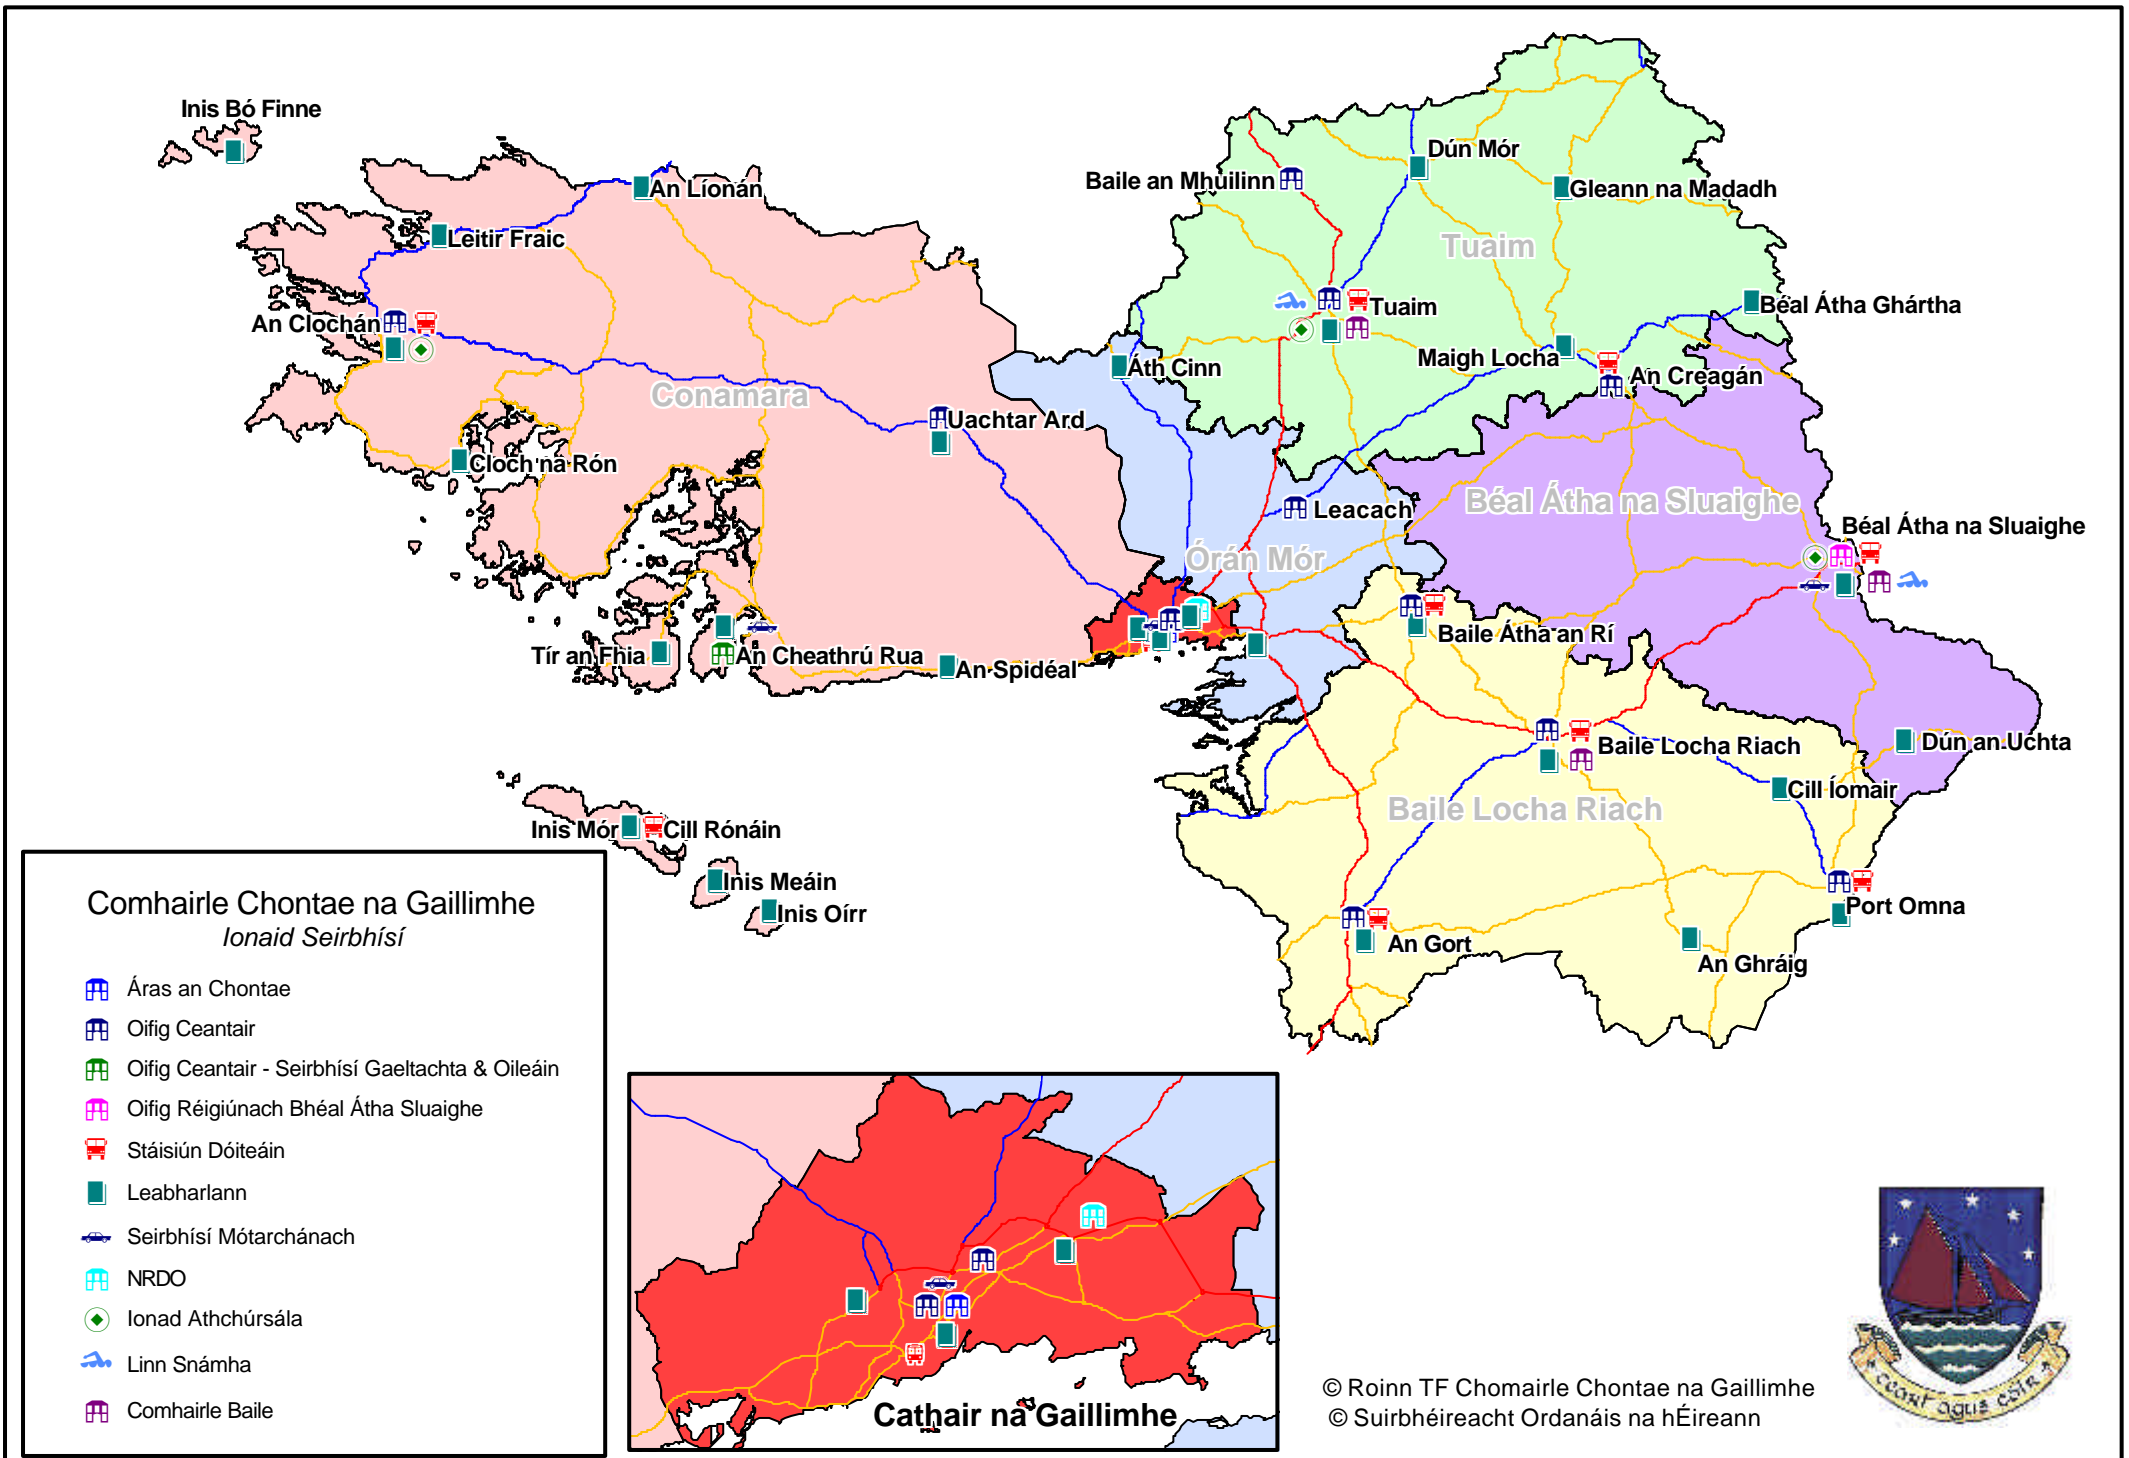 Inis Bó Finne
An Líonán
Leitir Fraic
An Clochán
Conamara
Uachtar Ard
Cloch na Rón
Tír an Fhia
An Cheathrú Rua
An Spidéal
Baile an Mhuilinn
Dún Mór
Gleann na Madadh
Tuaim
Tuaim
Béal Átha Ghártha
Maigh Locha
An Creagán
Áth Cinn
Leacach
Órán Mór
Béal Átha na Sluaighe
Béal Átha na Sluaighe
Baile Átha an Rí
Baile Locha Riach
Dún an Uchta
Cill Íomair
Baile Locha Riach
Port Omna
An Gort
An Ghráig
Inis Mór
Cill Rónáin
Inis Meáin
Inis Oírr
Comhairle Chontae na Gaillimhe
Ionaid Seirbhísí
Áras an Chontae
Oifig Ceantair
Oifig Ceantair - Seirbhísí Gaeltachta & Oileáin
Oifig Réigiúnach Bhéal Átha Sluaighe
Stáisiún Dóiteáin
Leabharlann
Seirbhísí Mótarchánach
NRDO
Ionad Athchúrsála
Linn Snámha
Comhairle Baile
Cathair na Gaillimhe
© Roinn TF Chomairle Chontae na Gaillimhe
© Suirbhéireacht Ordanáis na hÉireann
ceart agus cóir